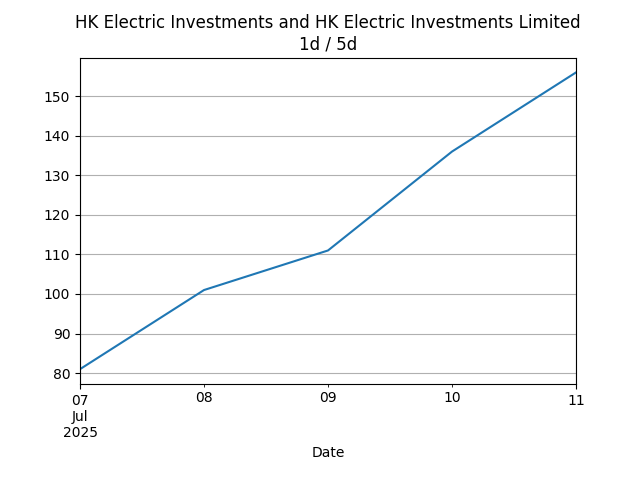 HK Electric Investments and HK Electric Investments Limited
1d / 5d
150
140
130
120
110
100
90
80
07 08 09 10 11
Jul
2025
Date